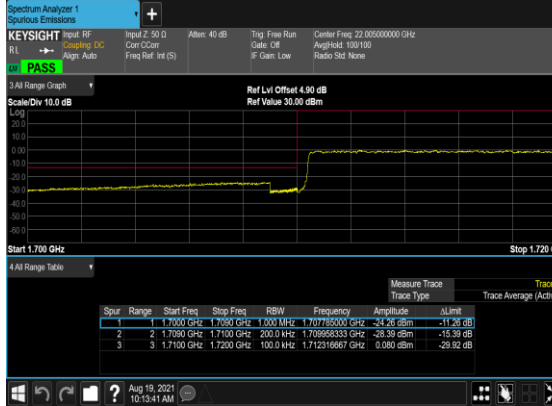 Spectrum Analyzer 1
Spurious Emissions
+
KEYSIGHT Input: RF Input Z: 50 Ω Atten: 40 dB Trig: Free Run Center Freq: 22.005000000 GHz
RL Coupling: DC Corr CCorr Gate: Off Avg|Hold: 100/100
Align: Auto Freq Ref: Int (S) IF Gain: Low Radio Std: None
PASS
3 All Range Graph
Ref Lvl Offset 4.90 dB
Scale/Div 10.0 dB Ref Value 30.00 dBm
Log
20.0
10.0
0.00
-10.0
-20.0
-30.0
-40.0
-50.0
-60.0
Start 1.700 GHz Stop 1.720
4 All Range Table
Measure Trace Trace
Trace Type Trace Average (Acti
Spur Range Start Freq Stop Freq RBW Frequency Amplitude ΔLimit
1 1 1.7000 GHz 1.7090 GHz 1.000 MHz 1.707785000 GHz -24.26 dBm -11.26 dB
2 2 1.7090 GHz 1.7100 GHz 200.0 kHz 1.709958333 GHz -28.39 dBm -15.39 dB
3 3 1.7100 GHz 1.7200 GHz 100.0 kHz 1.712316667 GHz 0.080 dBm -29.92 dB
? Aug 19, 2021
10:13:41 AM